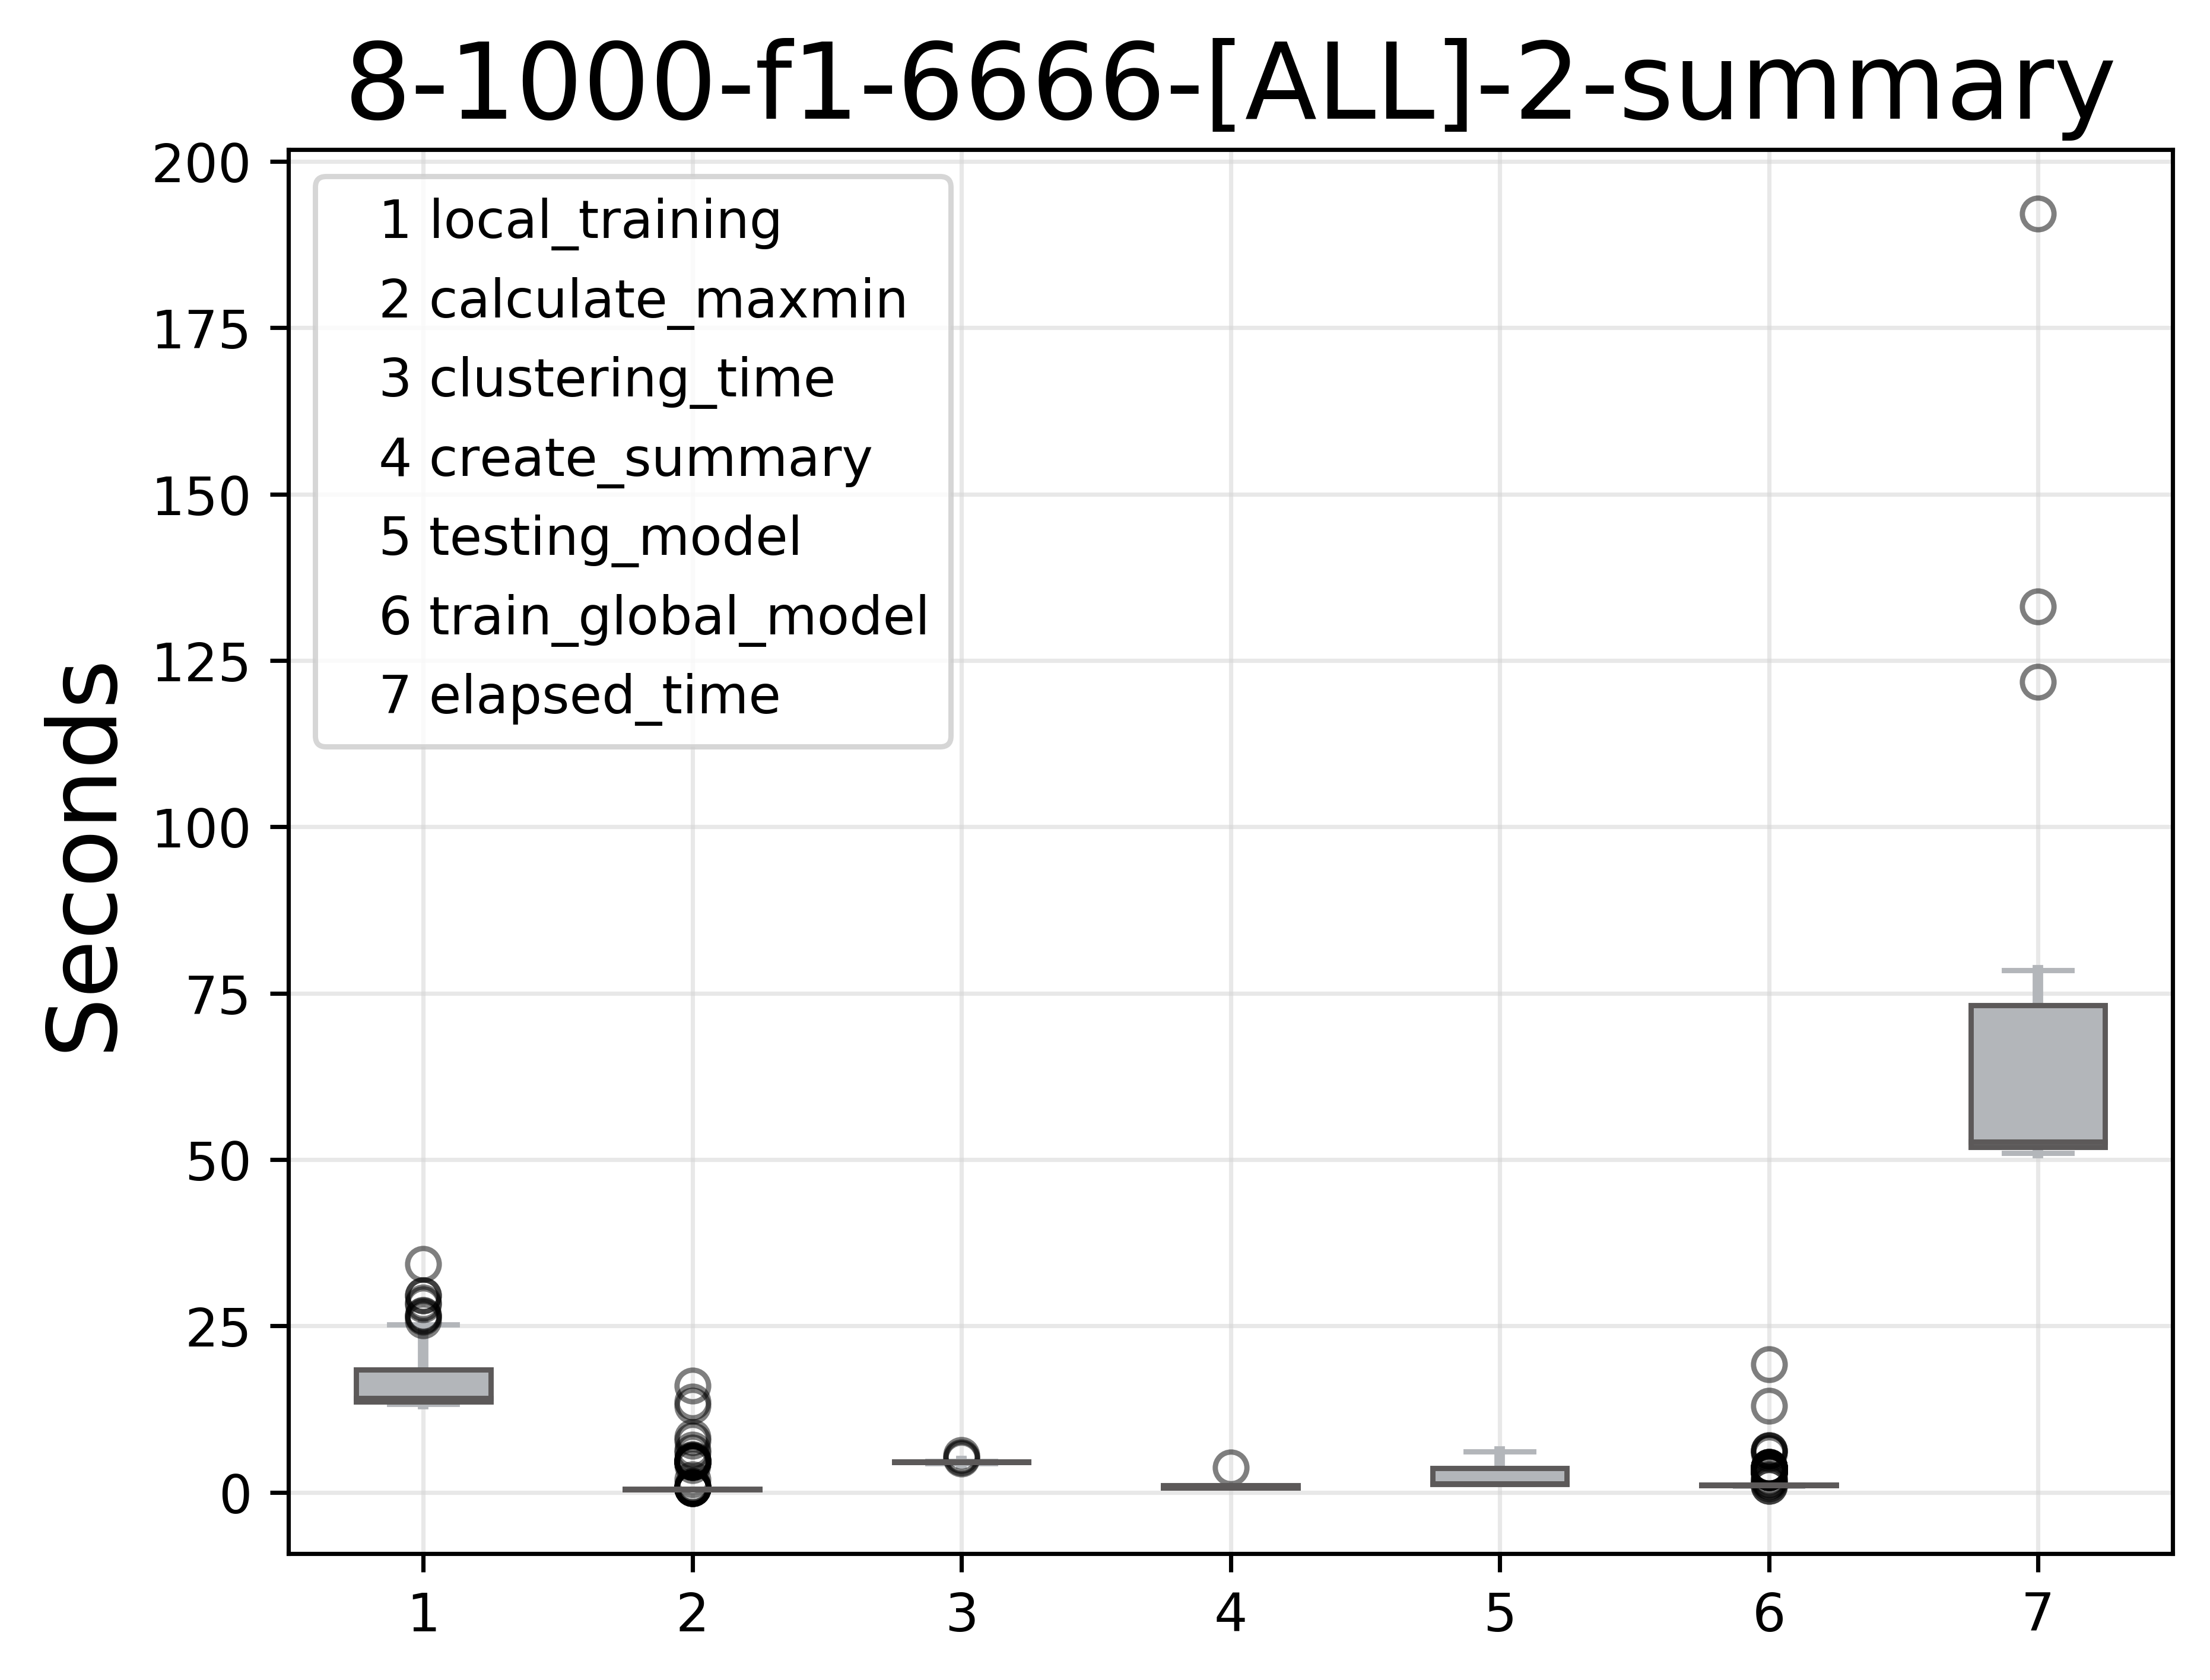 8-1000-f1-6666-[ALL]-2-summary
200
175
150
125
100
75
50
25
0
Seconds
1 local_training
2 calculate_maxmin
3 clustering_time
4 create_summary
5 testing_model
6 train_global_model
7 elapsed_time
1 2 3 4 5 6 7